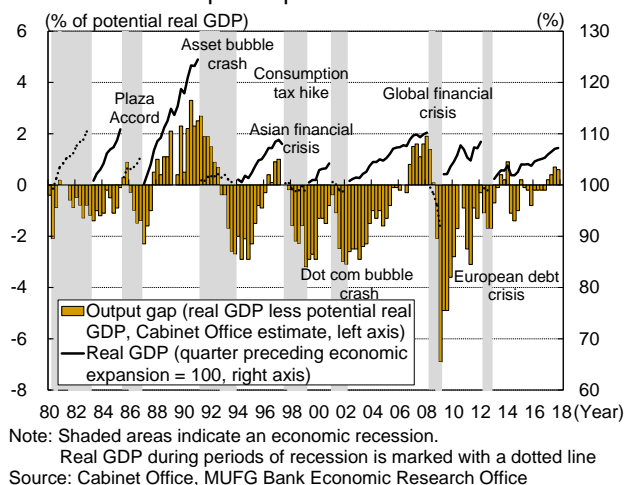 (% of potential real GDP)
(%)
6
4
2
0
-2
-4
-6
-8
130
120
110
100
90
80
70
60
Asset bubble
crash
Plaza
Accord
Consumption
tax hike
Asian financial
crisis
Global financial
crisis
Dot com bubble
crash
European debt
crisis
Output gap (real GDP less potential real
GDP, Cabinet Office estimate, left axis)
Real GDP (quarter preceding economic
expansion = 100, right axis)
80 82 84 86 88 90 92 94 96 98 00 02 04 06 08 10 12 14 16 18 (Year)
Note: Shaded areas indicate an economic recession.
Real GDP during periods of recession is marked with a dotted line
Source: Cabinet Office, MUFG Bank Economic Research Office